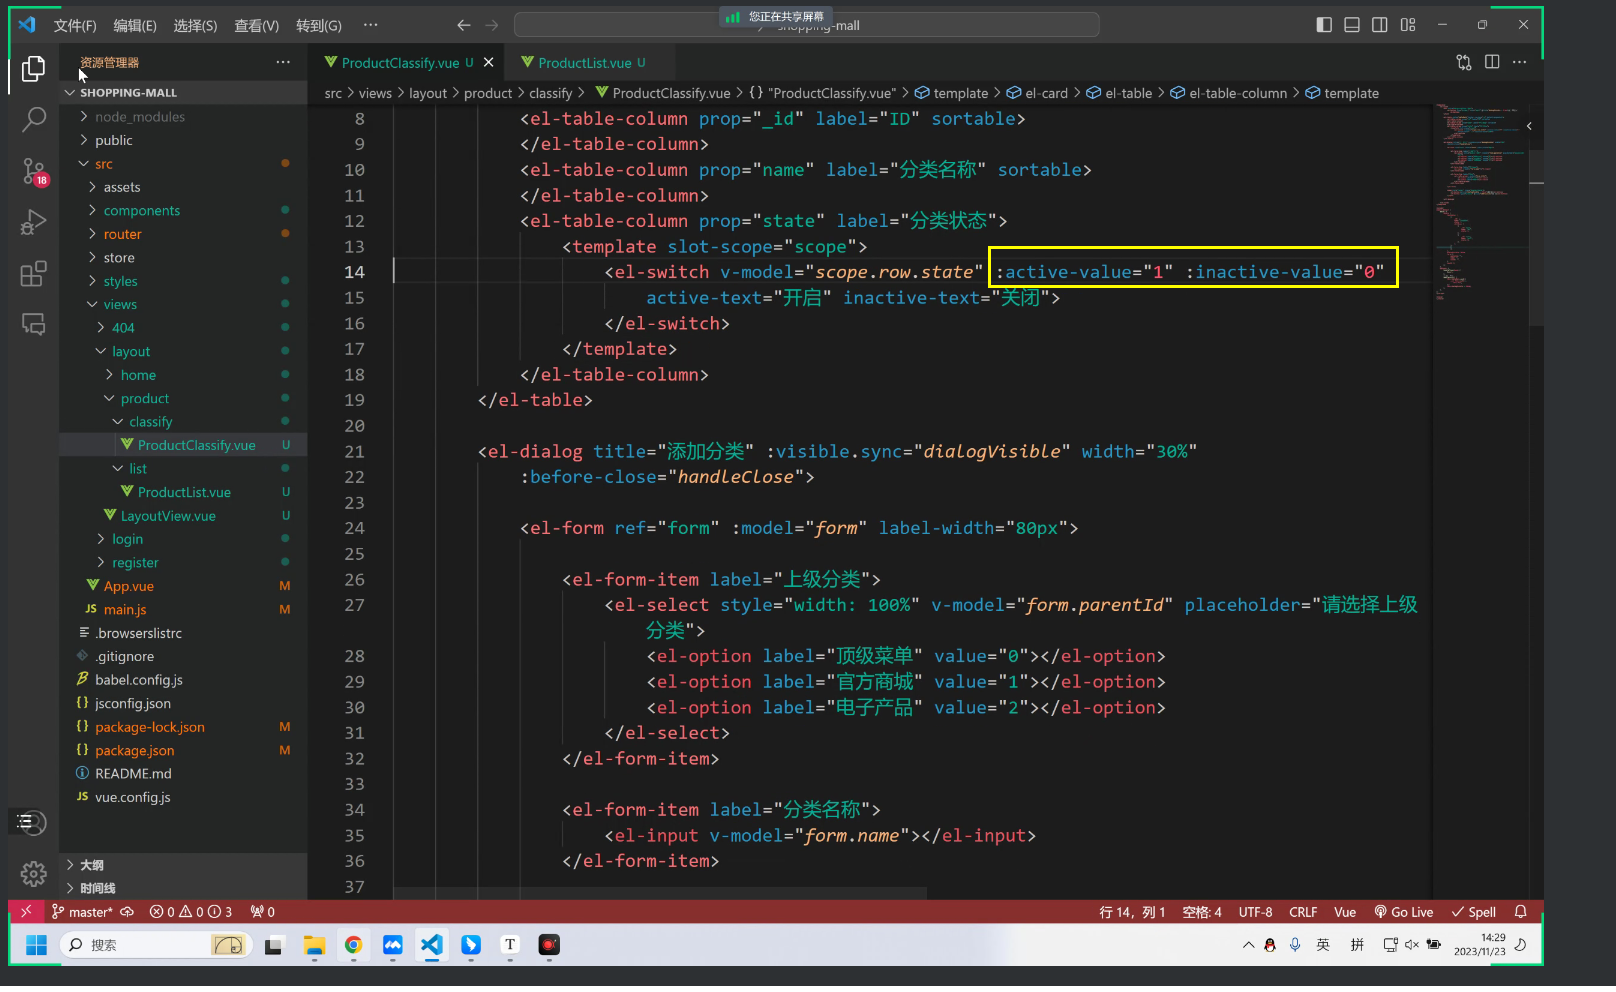 文件(F) 编辑(E) 选择(S) 查看(V) 转到(G) ···
您正在共享屏幕
shopping-mall
资源管理器
SHOPPING-MALL
node_modules
public
src
assets
components
router
store
styles
views
404
layout
home
product
classify
ProductClassify.vue U
list
ProductList.vue U
LayoutView.vue U
login
register
App.vue M
JS main.js M
.browserslistrc
.gitignore
babel.config.js
{} jsconfig.json
{} package-lock.json M
{} package.json M
README.md
JS vue.config.js
大纲
时间线
18
ProductClassify.vue U
ProductList.vue U
src > views > layout > product > classify > ProductClassify.vue > {} "ProductClassify.vue" > template > el-card > el-table > el-table-column > template
8 <el-table-column prop="_id" label="ID" sortable>
9 </el-table-column>
10 <el-table-column prop="name" label="分类名称" sortable>
11 </el-table-column>
12 <el-table-column prop="state" label="分类状态">
13 <template slot-scope="scope">
14 <el-switch v-model="scope.row.state" :active-value="1" :inactive-value="0"
15 active-text="开启" inactive-text="关闭">
16 </el-switch>
17 </template>
18 </el-table-column>
19 </el-table>
20
21 <el-dialog title="添加分类" :visible.sync="dialogVisible" width="30%"
22 :before-close="handleClose">
23
24 <el-form ref="form" :model="form" label-width="80px">
25
26 <el-form-item label="上级分类">
27 <el-select style="width: 100%" v-model="form.parentId" placeholder="请选择上级
分类">
28 <el-option label="顶级菜单" value="0"></el-option>
29 <el-option label="官方商城" value="1"></el-option>
30 <el-option label="电子产品" value="2"></el-option>
31 </el-select>
32 </el-form-item>
33
34 <el-form-item label="分类名称">
35 <el-input v-model="form.name"></el-input>
36 </el-form-item>
37
master* 0 0 3 0
行 14, 列 1 空格: 4 UTF-8 CRLF Vue Go Live Spell
搜索
T
英 拼
14:29
2023/11/23